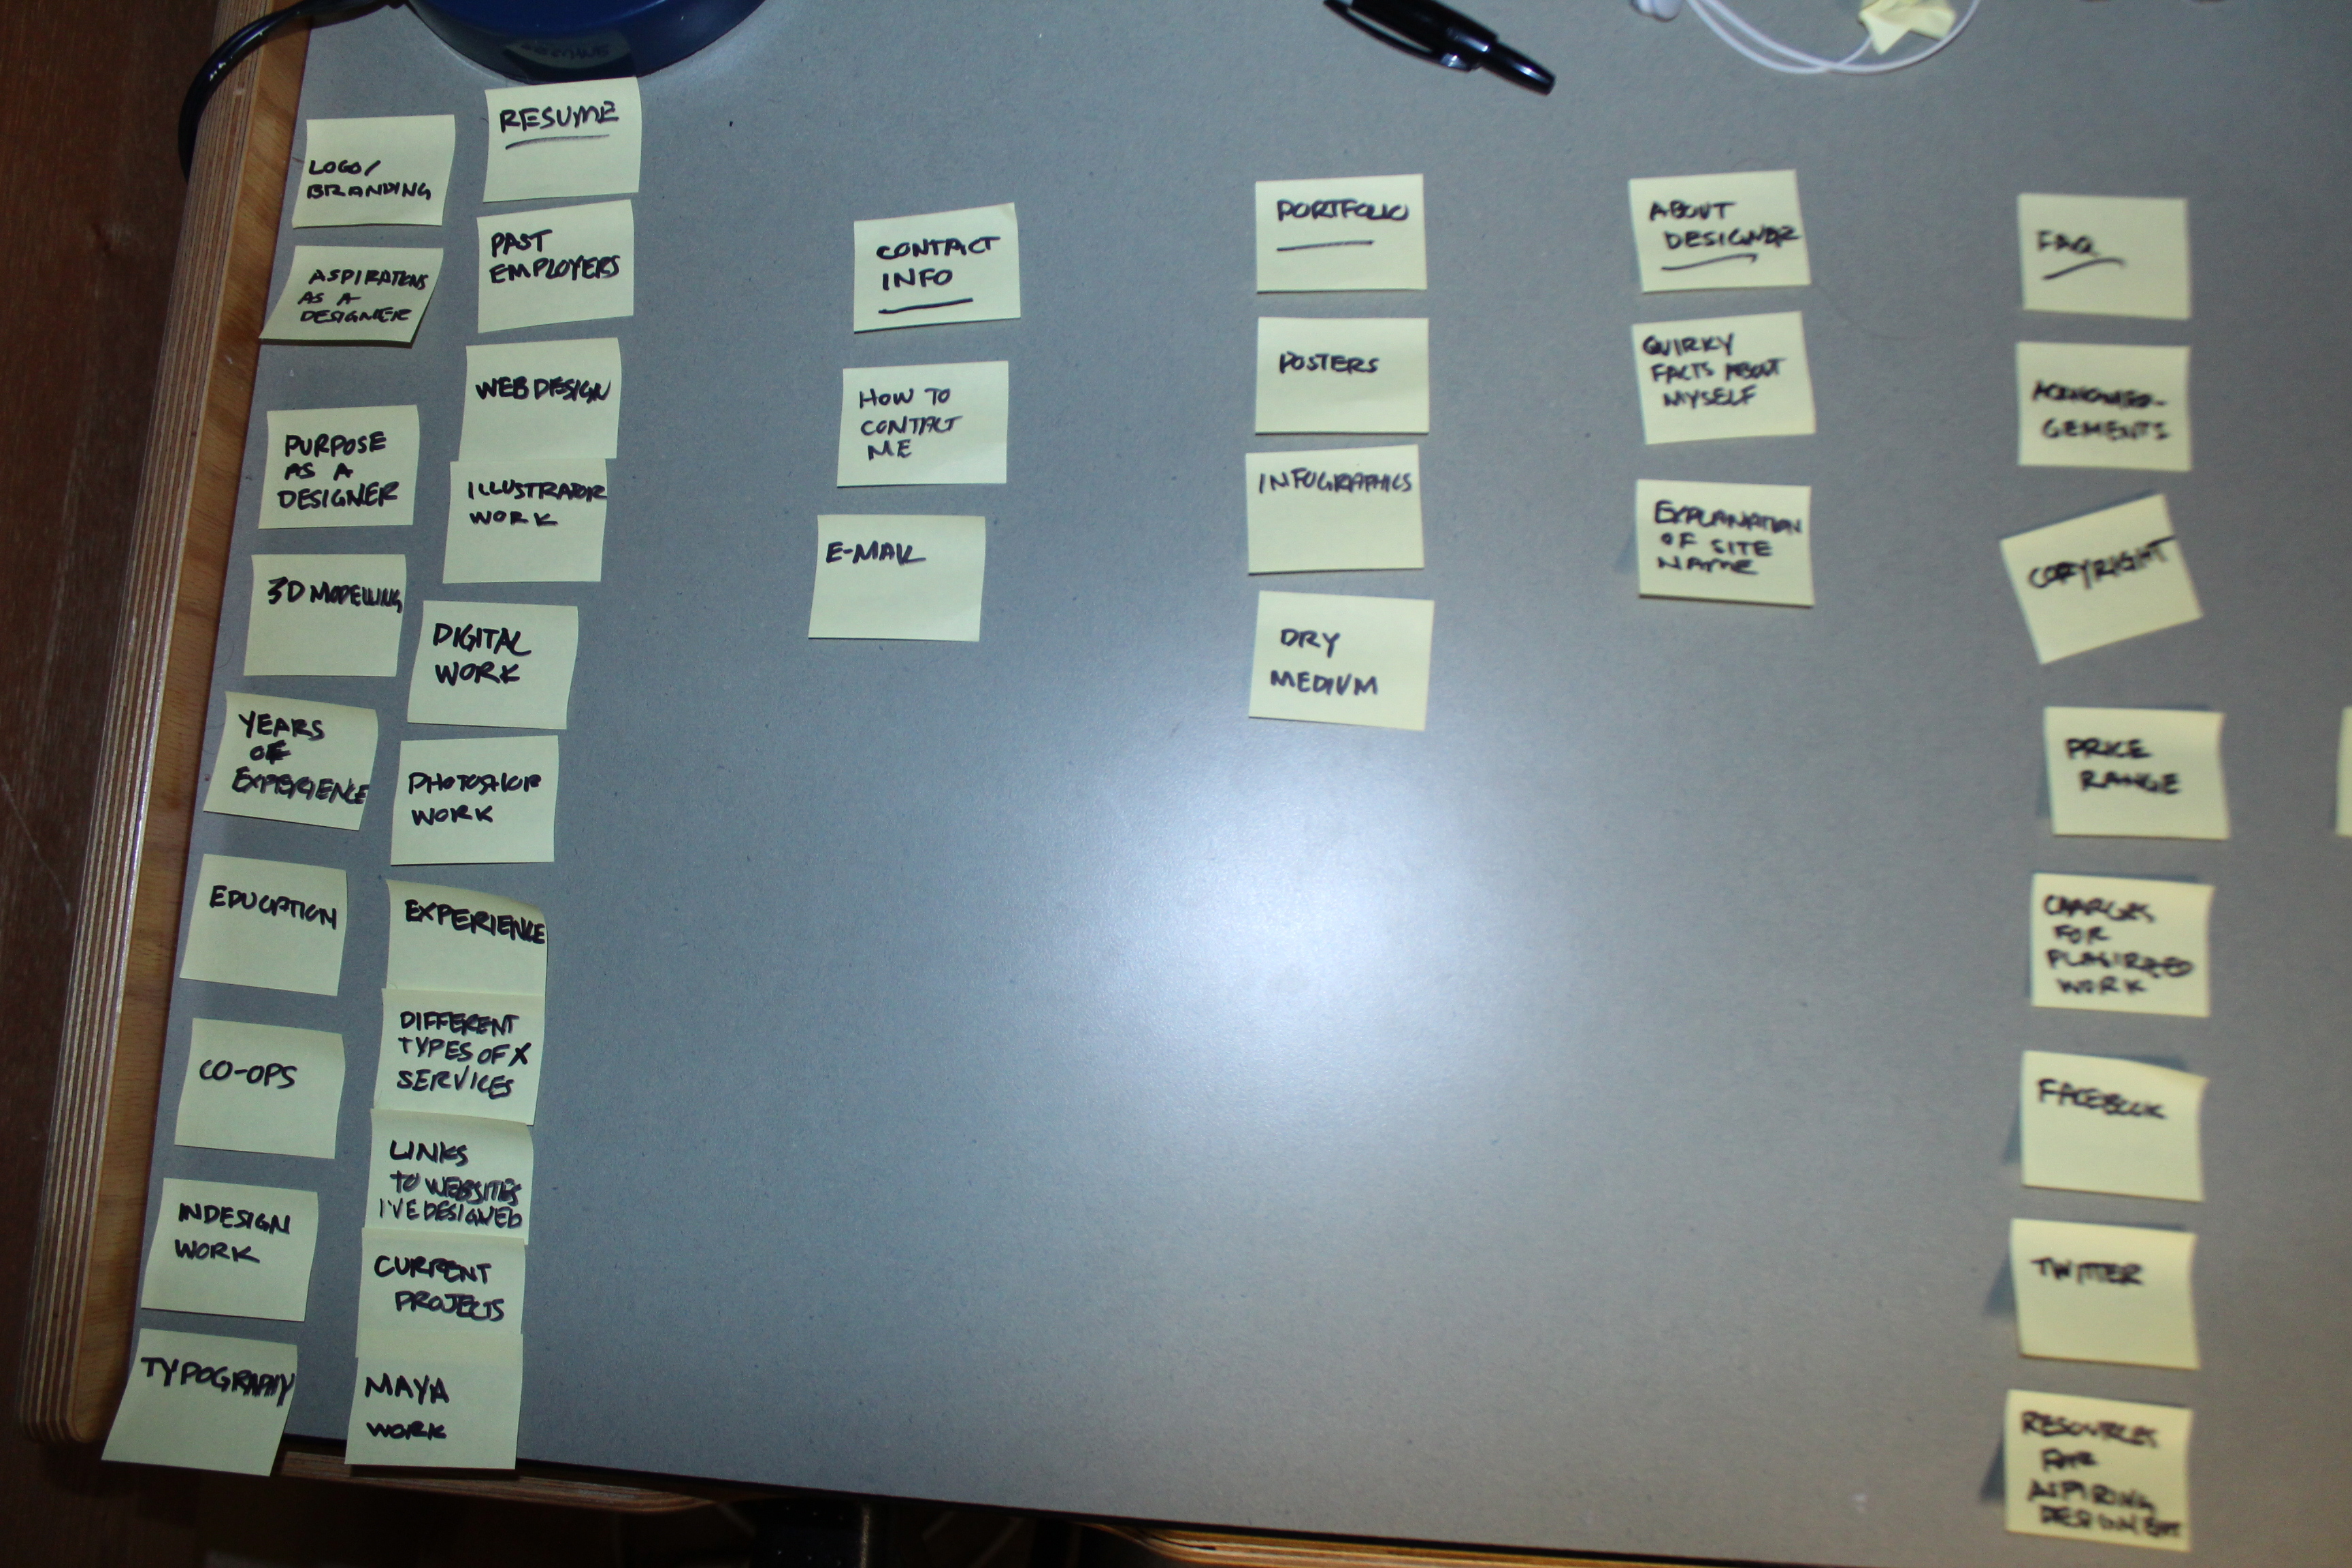 LOGO/
BRANDING
ASPIRATIONS
AS A
DESIGNER
PURPOSE
AS A
DESIGNER
3D MODELLING
YEARS
OF
EXPERIENCE
EDUCATION
CO-OPS
INDESIGN
WORK
TYPOGRAPHY
RESUME
PAST
EMPLOYERS
WEB DESIGN
ILLUSTRATOR
WORK
DIGITAL
WORK
PHOTOSHOP
WORK
EXPERIENCE
DIFFERENT
TYPES OF X
SERVICES
LINKS
TO WEBSITES
I'VE DESIGNED
CURRENT
PROJECTS
MAYA
WORK
CONTACT
INFO
HOW TO
CONTACT
ME
E-MAIL
PORTFOLIO
POSTERS
INFOGRAPHICS
DRY
MEDIUM
ABOUT
DESIGNER
QUIRKY
FACTS ABOUT
MYSELF
EXPLANATION
OF SITE
NAME
FAQ
ACKNOWLED-
GEMENTS
COPYRIGHT
PRICE
RANGE
CHARGES
FOR
WORK
FACEBOOK
TWITTER
RESOURCES
FOR
ASPIRING